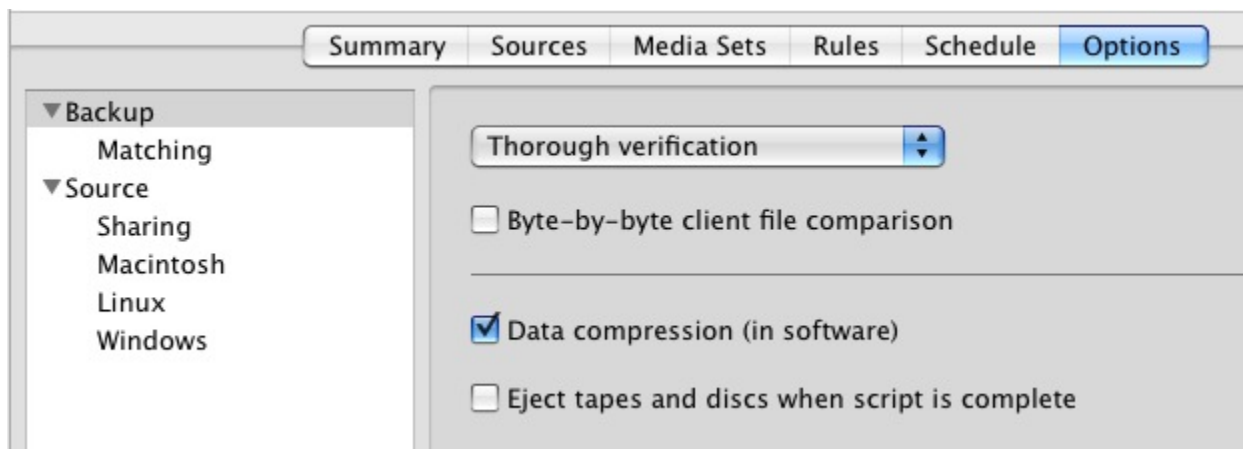 Summary Sources Media Sets Rules Schedule Options
Backup
Matching
Source
Sharing
Macintosh
Linux
Windows
Thorough verification
Byte-by-byte client file comparison
Data compression (in software)
Eject tapes and discs when script is complete